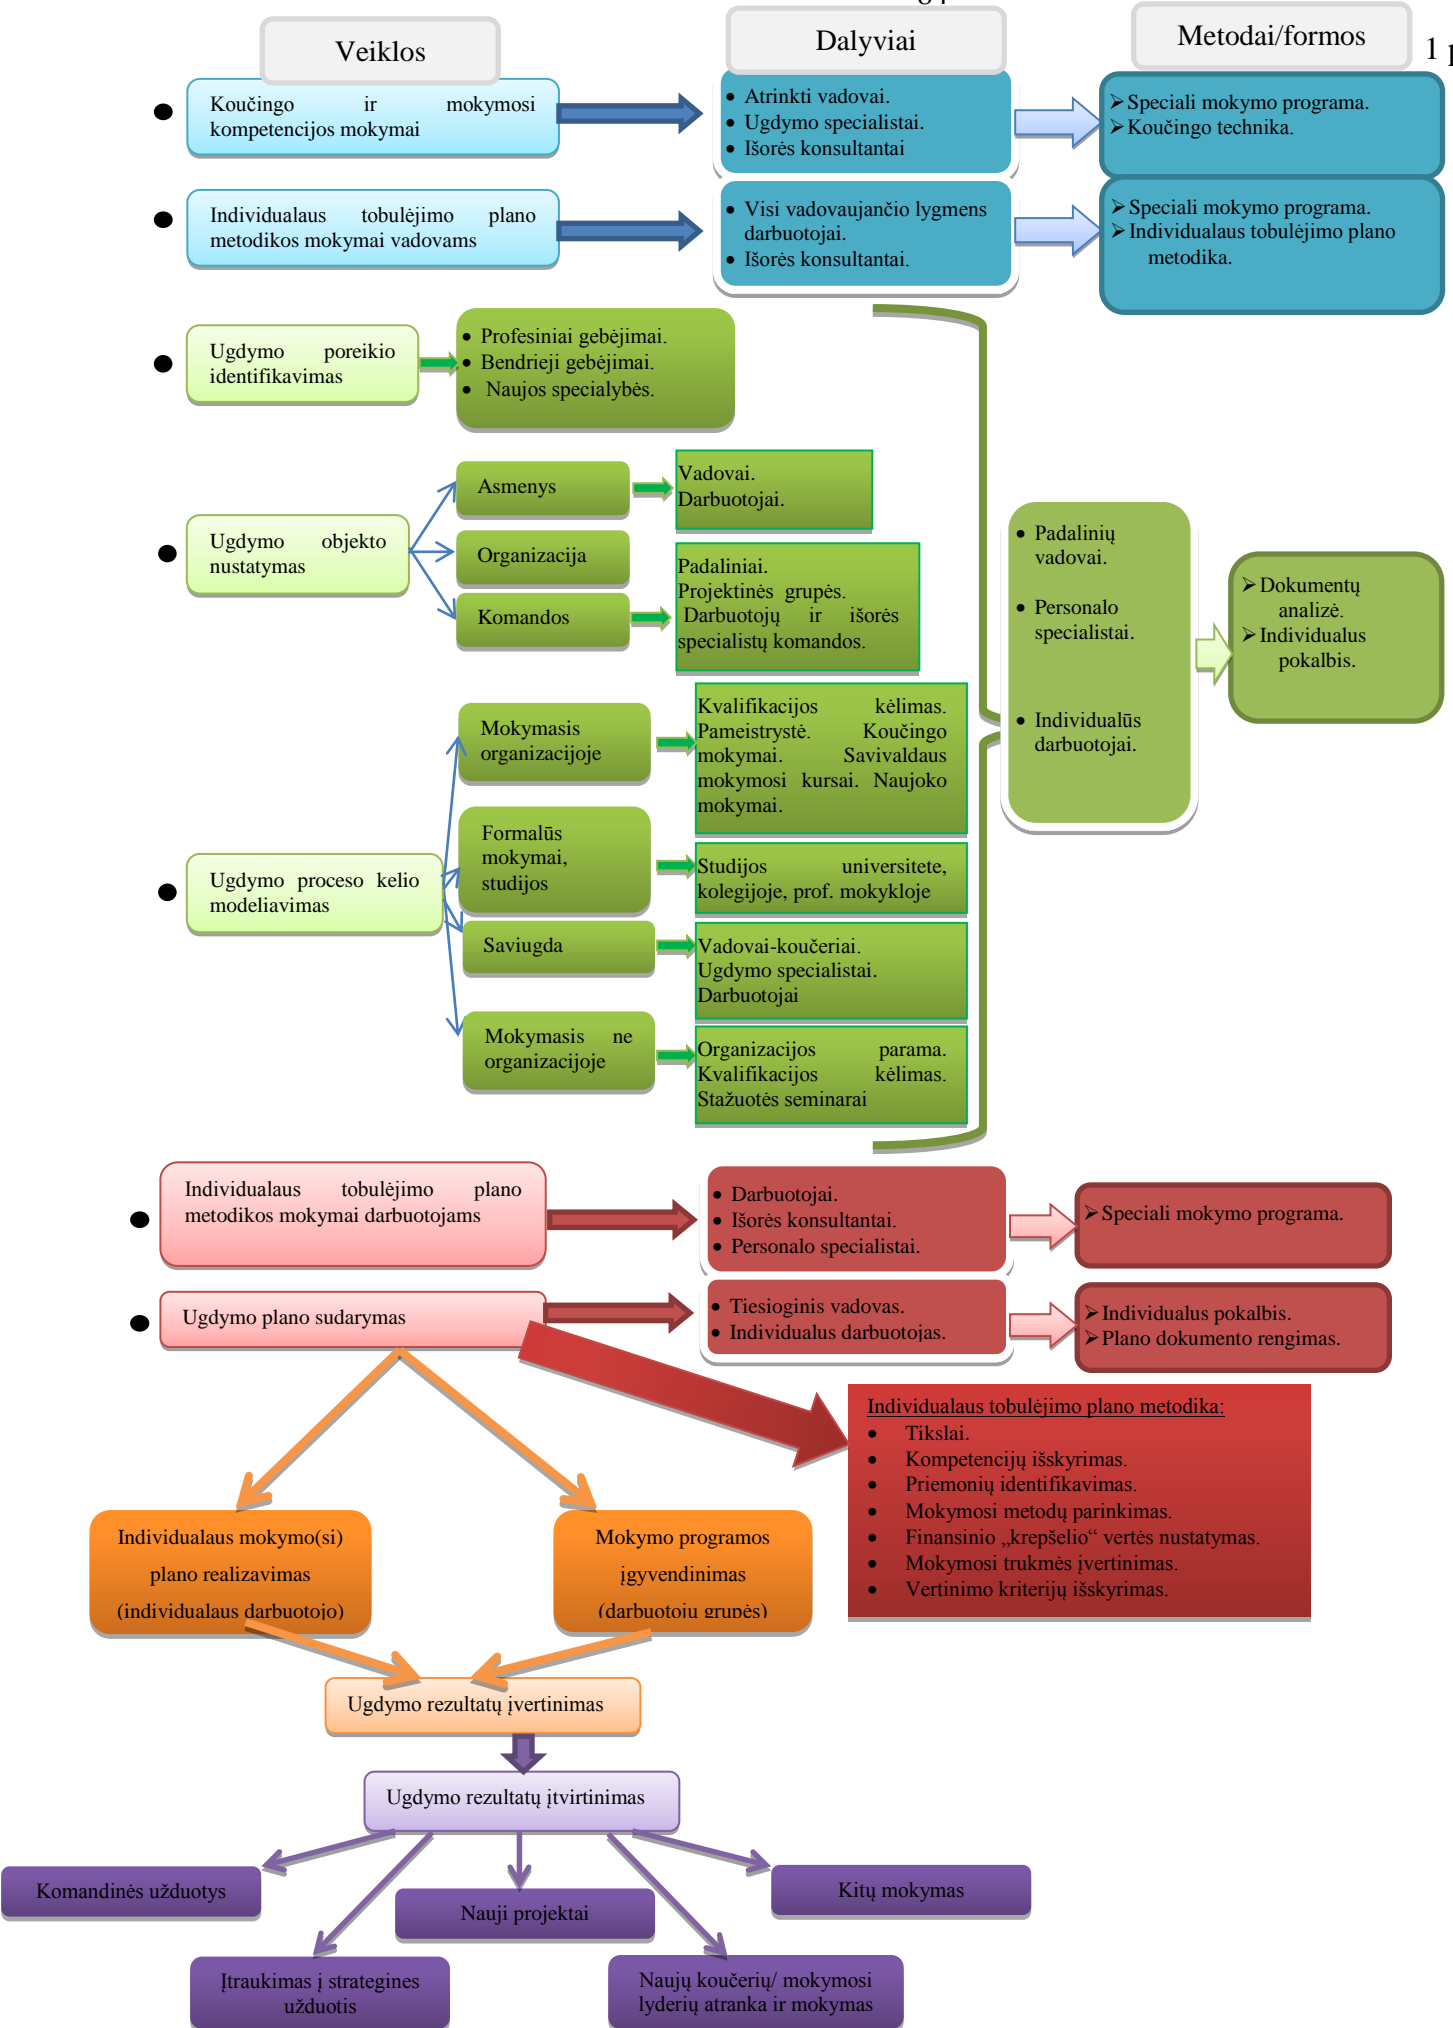 Veiklos
Dalyviai
Metodai/formos
1
Koučingo ir mokymosi
kompetencijos mokymai
• Atrinkti vadovai.
• Ugdymo specialistai.
• Išorės konsultantai
➢ Speciali mokymo programa.
➢ Koučingo technika.
Individualaus tobulėjimo plano
metodikos mokymai vadovams
• Visi vadovaujančio lygmens
darbuotojai.
• Išorės konsultantai.
➢ Speciali mokymo programa.
➢ Individualaus tobulėjimo plano
metodika.
Ugdymo poreikio
identifikavimas
• Profesiniai gebėjimai.
• Bendrieji gebėjimai.
• Naujos specialybės.
Ugdymo objekto
nustatymas
Asmenys
Vadovai.
Darbuotojai.
Organizacija
Komandos
Padaliniai.
Projektinės grupės.
Darbuotojų ir išorės
specialistų komandos.
• Padalinių
vadovai.
• Personalo
specialistai.
• Individualūs
darbuotojai.
➢ Dokumentų
analizė.
➢ Individualus
pokalbis.
Ugdymo proceso kelio
modeliavimas
Mokymasis
organizacijoje
Kvalifikacijos kėlimas.
Pameistrystė. Koučingo
mokymai. Savivaldaus
mokymosi kursai. Naujoko
mokymai.
Formalūs
mokymai,
studijos
Studijos universitete,
kolegijoje, prof. mokykloje
Saviugda
Vadovai-koučeriai.
Ugdymo specialistai.
Darbuotojai
Mokymasis ne
organizacijoje
Organizacijos parama.
Kvalifikacijos kėlimas.
Stažuotės seminarai
Individualaus tobulėjimo plano
metodikos mokymai darbuotojams
• Darbuotojai.
• Išorės konsultantai.
• Personalo specialistai.
➢ Speciali mokymo programa.
Ugdymo plano sudarymas
• Tiesioginis vadovas.
• Individualus darbuotojas.
➢ Individualus pokalbis.
➢ Plano dokumento rengimas.
Individualaus tobulėjimo plano metodika:
• Tikslai.
• Kompetencijų išskyrimas.
• Priemonių identifikavimas.
• Mokymosi metodų parinkimas.
• Finansinio „krepšelio“ vertės nustatymas.
• Mokymosi trukmės įvertinimas.
• Vertinimo kriterijų išskyrimas.
Individualaus mokymo(si)
plano realizavimas
(individualaus darbuotojo)
Mokymo programos
įgyvendinimas
(darbuotojų grupės)
Ugdymo rezultatų įvertinimas
Ugdymo rezultatų įtvirtinimas
Komandinės užduotys
Nauji projektai
Kitų mokymas
Įtraukimas į strategines
užduotis
Naujų koučerių/ mokymosi
lyderių atranka ir mokymas